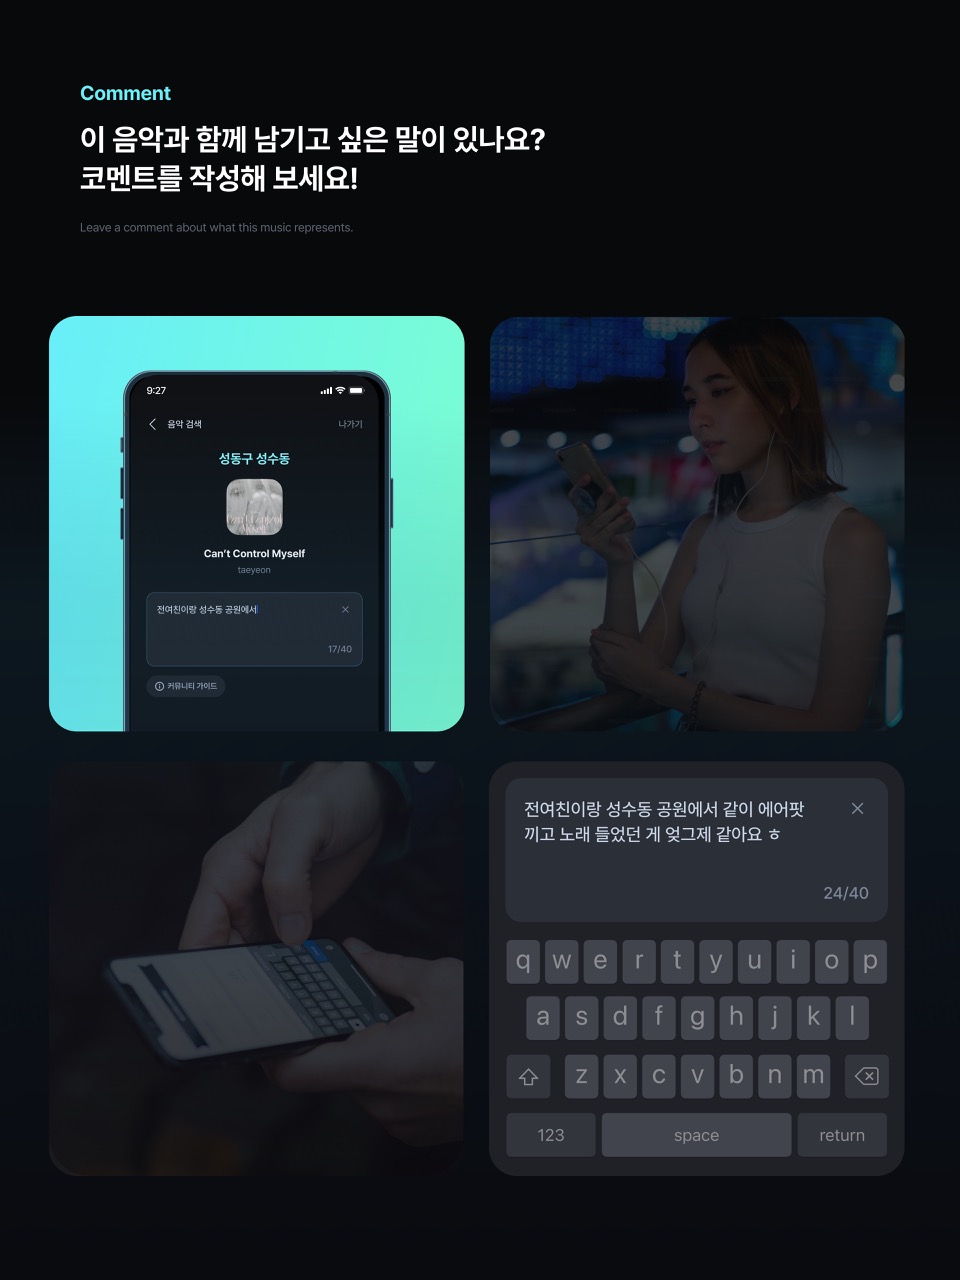 Comment
이 음악과 함께 남기고 싶은 말이 있나요?
코멘트를 작성해 보세요!
Leave a comment about what this music represents.
9:27
음악 검색
나가기
성동구 성수동
Can't Control Myself
taeyeon
전여친이랑 성수동 공원에서
17/40
커뮤니티 가이드
전여친이랑 성수동 공원에서 같이 에어팟
끼고 노래 들었던 게 엊그제 같아요 ㅎ
24/40
q w e r t y u i o p
a s d f g h j k l
z x c v b n m
123 space return